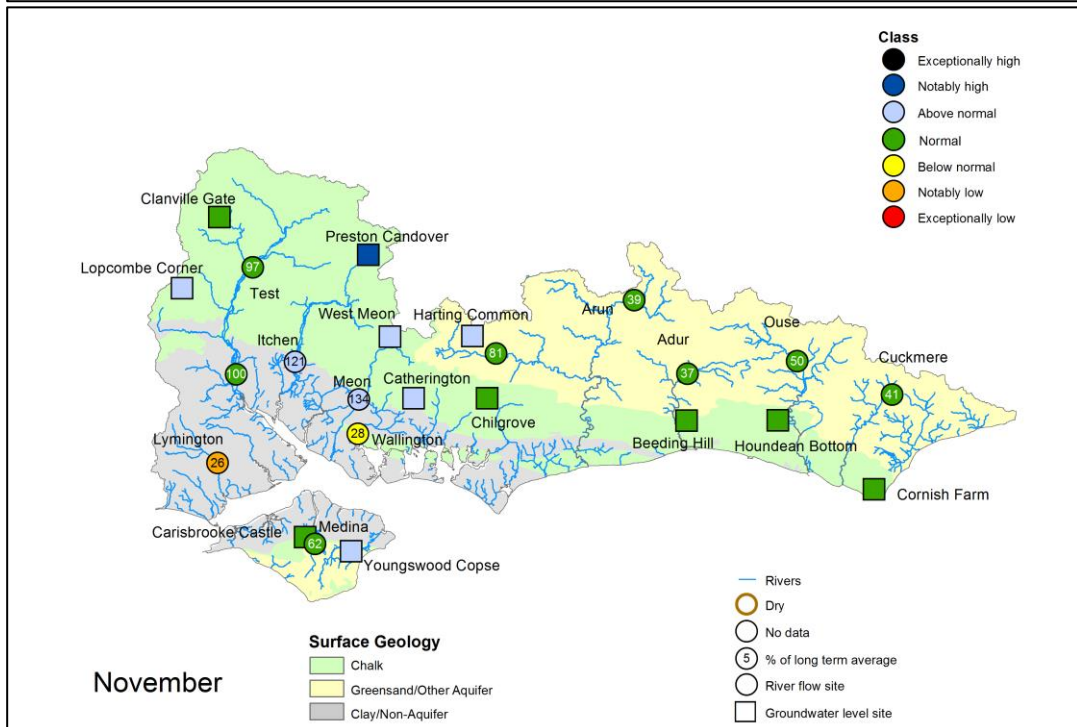 Class
Exceptionally high
Notably high
Above normal
Normal
Below normal
Notably low
Exceptionally low
Clanville Gate
Preston Candover
Lopcombe Corner
97
Test
West Meon
Harting Common
Arun
39
Ouse
Itchen
121
81
Adur
50
Cuckmere
100
Meon
134
Catherington
37
41
Chilgrove
28
Wallington
Beeding Hill
Houndean Bottom
Lymington
26
Cornish Farm
Carisbrooke Castle
Medina
62
Youngswood Copse
Rivers
Dry
No data
5
% of long term average
River flow site
Groundwater level site
Surface Geology
Chalk
Greensand/Other Aquifer
Clay/Non-Aquifer
November